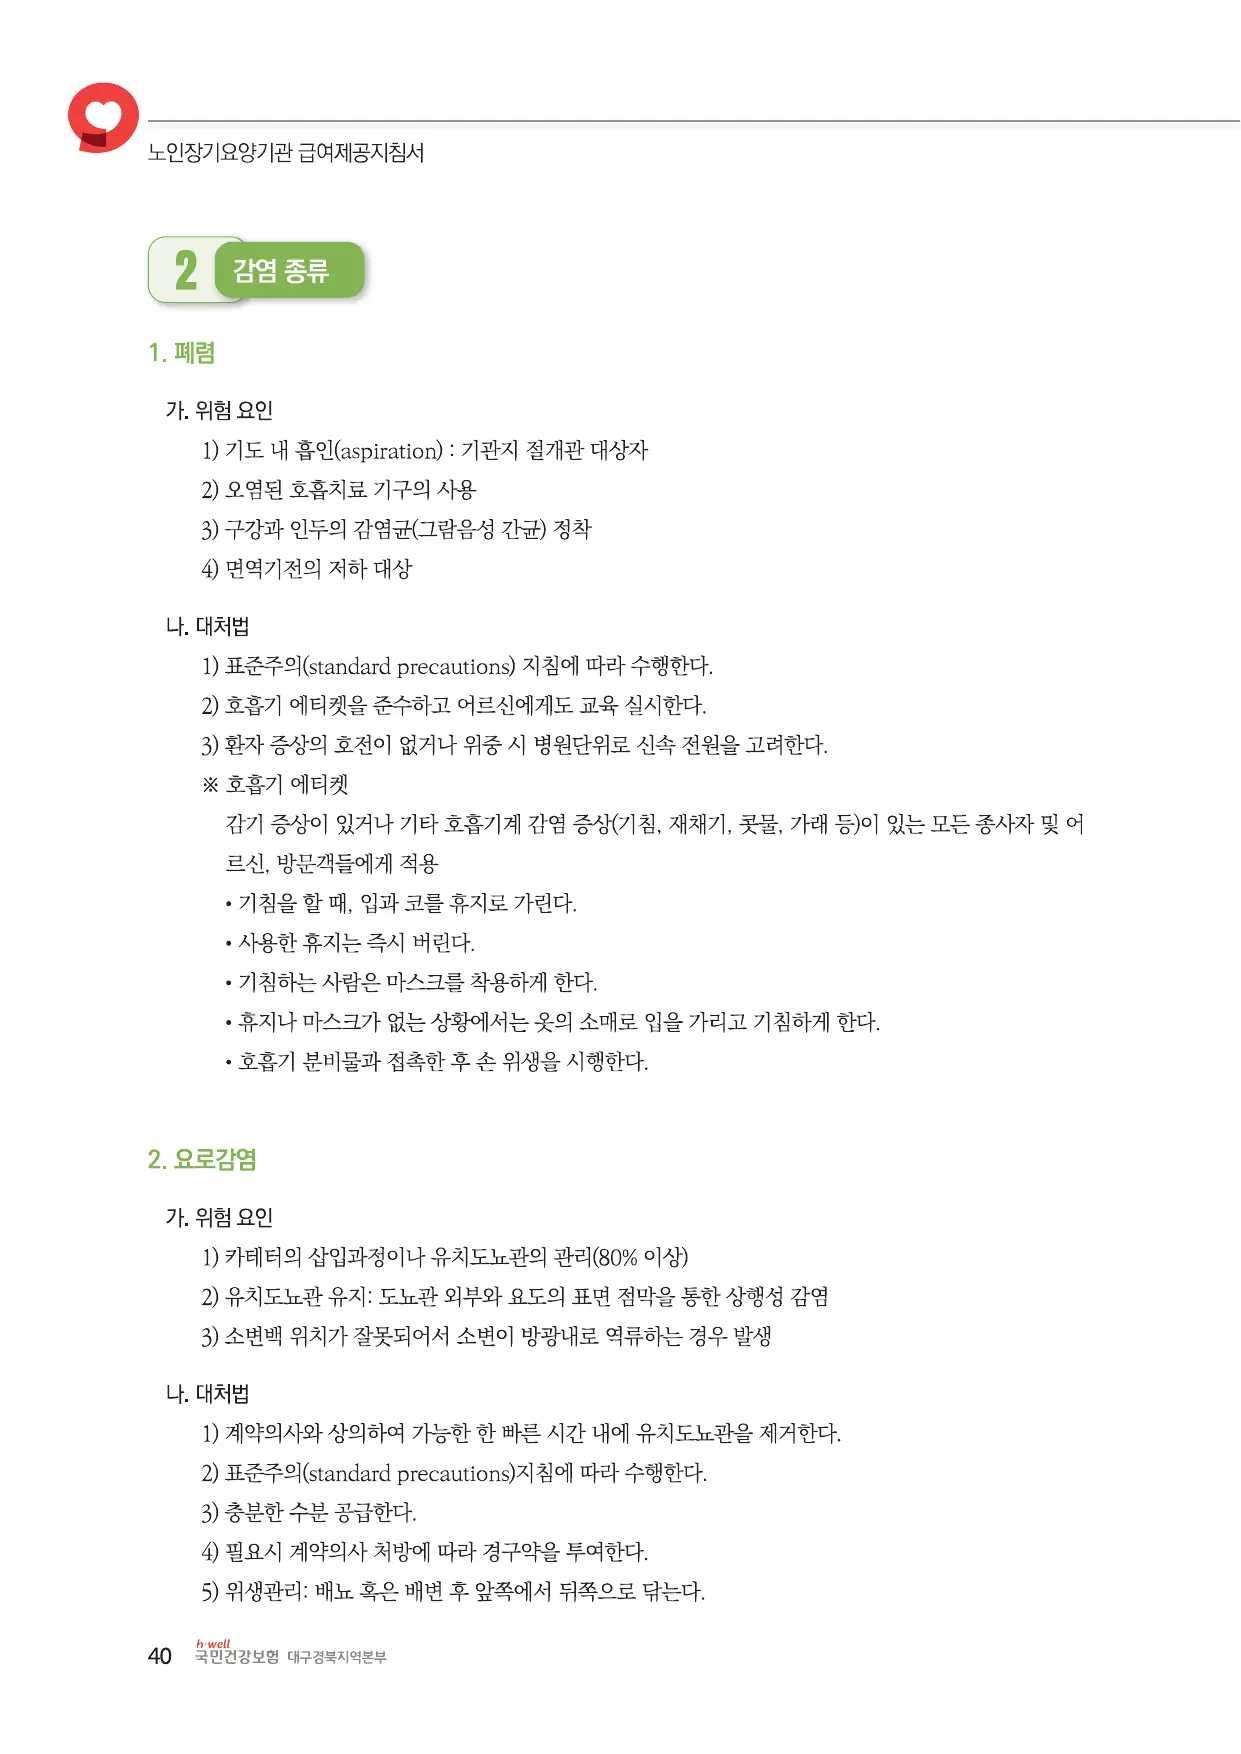 노인장기요양기관 급여제공지침서
2 감염 종류
1. 폐렴
가. 위험 요인
1) 기도 내 흡인(aspiration) : 기관지 절개관 대상자
2) 오염된 호흡치료 기구의 사용
3) 구강과 인두의 감염균(그람음성 간균) 정착
4) 면역기전의 저하 대상
나. 대처법
1) 표준주의(standard precautions) 지침에 따라 수행한다.
2) 호흡기 에티켓을 준수하고 어르신에게도 교육 실시한다.
3) 환자 증상의 호전이 없거나 위중 시 병원단위로 신속 전원을 고려한다.
※ 호흡기 에티켓
감기 증상이 있거나 기타 호흡기계 감염 증상(기침, 재채기, 콧물, 가래 등)이 있는 모든 종사자 및 어
르신, 방문객들에게 적용
• 기침을 할 때, 입과 코를 휴지로 가린다.
• 사용한 휴지는 즉시 버린다.
• 기침하는 사람은 마스크를 착용하게 한다.
• 휴지나 마스크가 없는 상황에서는 옷의 소매로 입을 가리고 기침하게 한다.
• 호흡기 분비물과 접촉한 후 손 위생을 시행한다.
2. 요로감염
가. 위험 요인
1) 카테터의 삽입과정이나 유치도뇨관의 관리(80% 이상)
2) 유치도뇨관 유지: 도뇨관 외부와 요도의 표면 점막을 통한 상행성 감염
3) 소변백 위치가 잘못되어서 소변이 방광내로 역류하는 경우 발생
나. 대처법
1) 계약의사와 상의하여 가능한 한 빠른 시간 내에 유치도뇨관을 제거한다.
2) 표준주의(standard precautions)지침에 따라 수행한다.
3) 충분한 수분 공급한다.
4) 필요시 계약의사 처방에 따라 경구약을 투여한다.
5) 위생관리: 배뇨 혹은 배변 후 앞쪽에서 뒤쪽으로 닦는다.
h·well
40 국민건강보험 대구경북지역본부